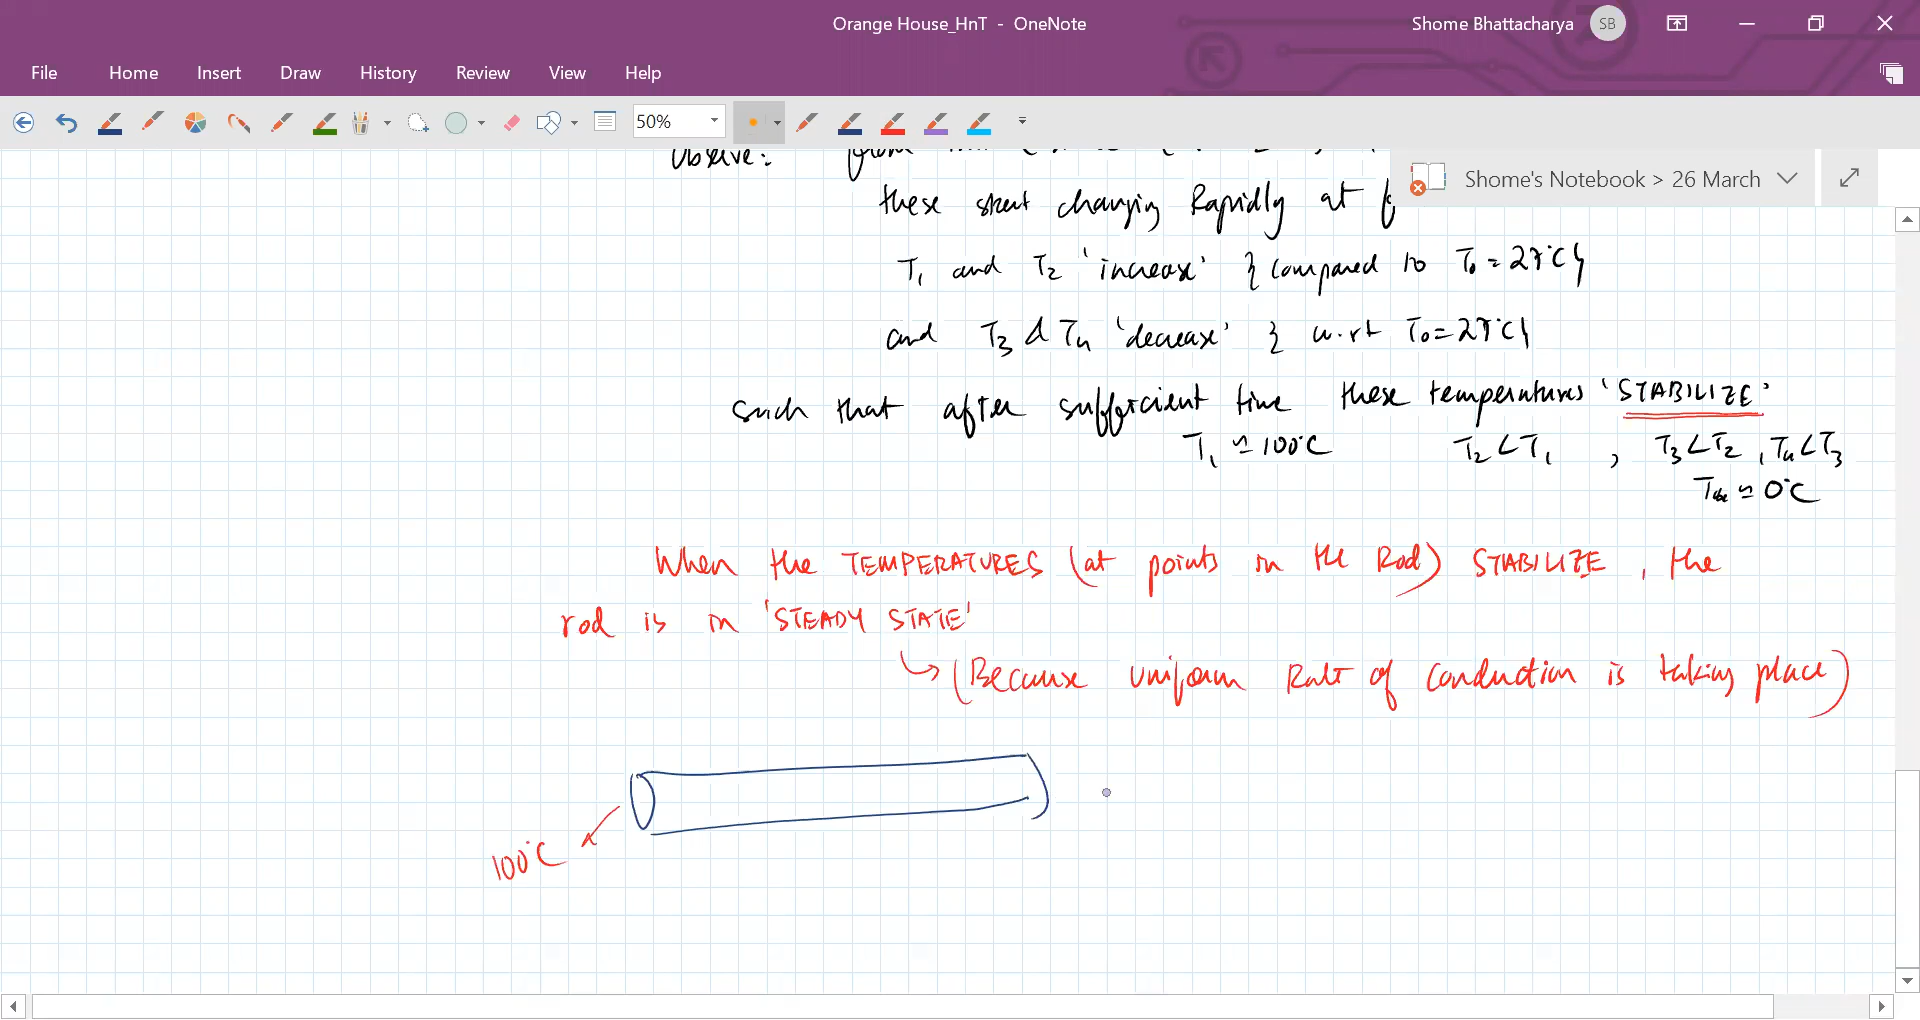 Orange House_HnT - OneNote
Shome Bhattacharya SB
File Home Insert Draw History Review View Help
50%
Shome's Notebook > 26 March
Observe: from
these start changing Rapidly at
T₁ and T₂ 'increase' } compared to T₀ = 27°C}
and T₃ & T₄ 'decrease' } w.r.t T₀ = 27°C}
such that after sufficient time these temperatures 'STABILIZE'
T₁ ≃ 100°C T₂ < T₁ , T₃ < T₂ , T₄ < T₃
≃ 0°C
When the TEMPERATURES (at points in the Rod) STABILIZE , the
rod is in 'STEADY STATE'
↳ (Because uniform Rate of conduction is taking place)
100°C